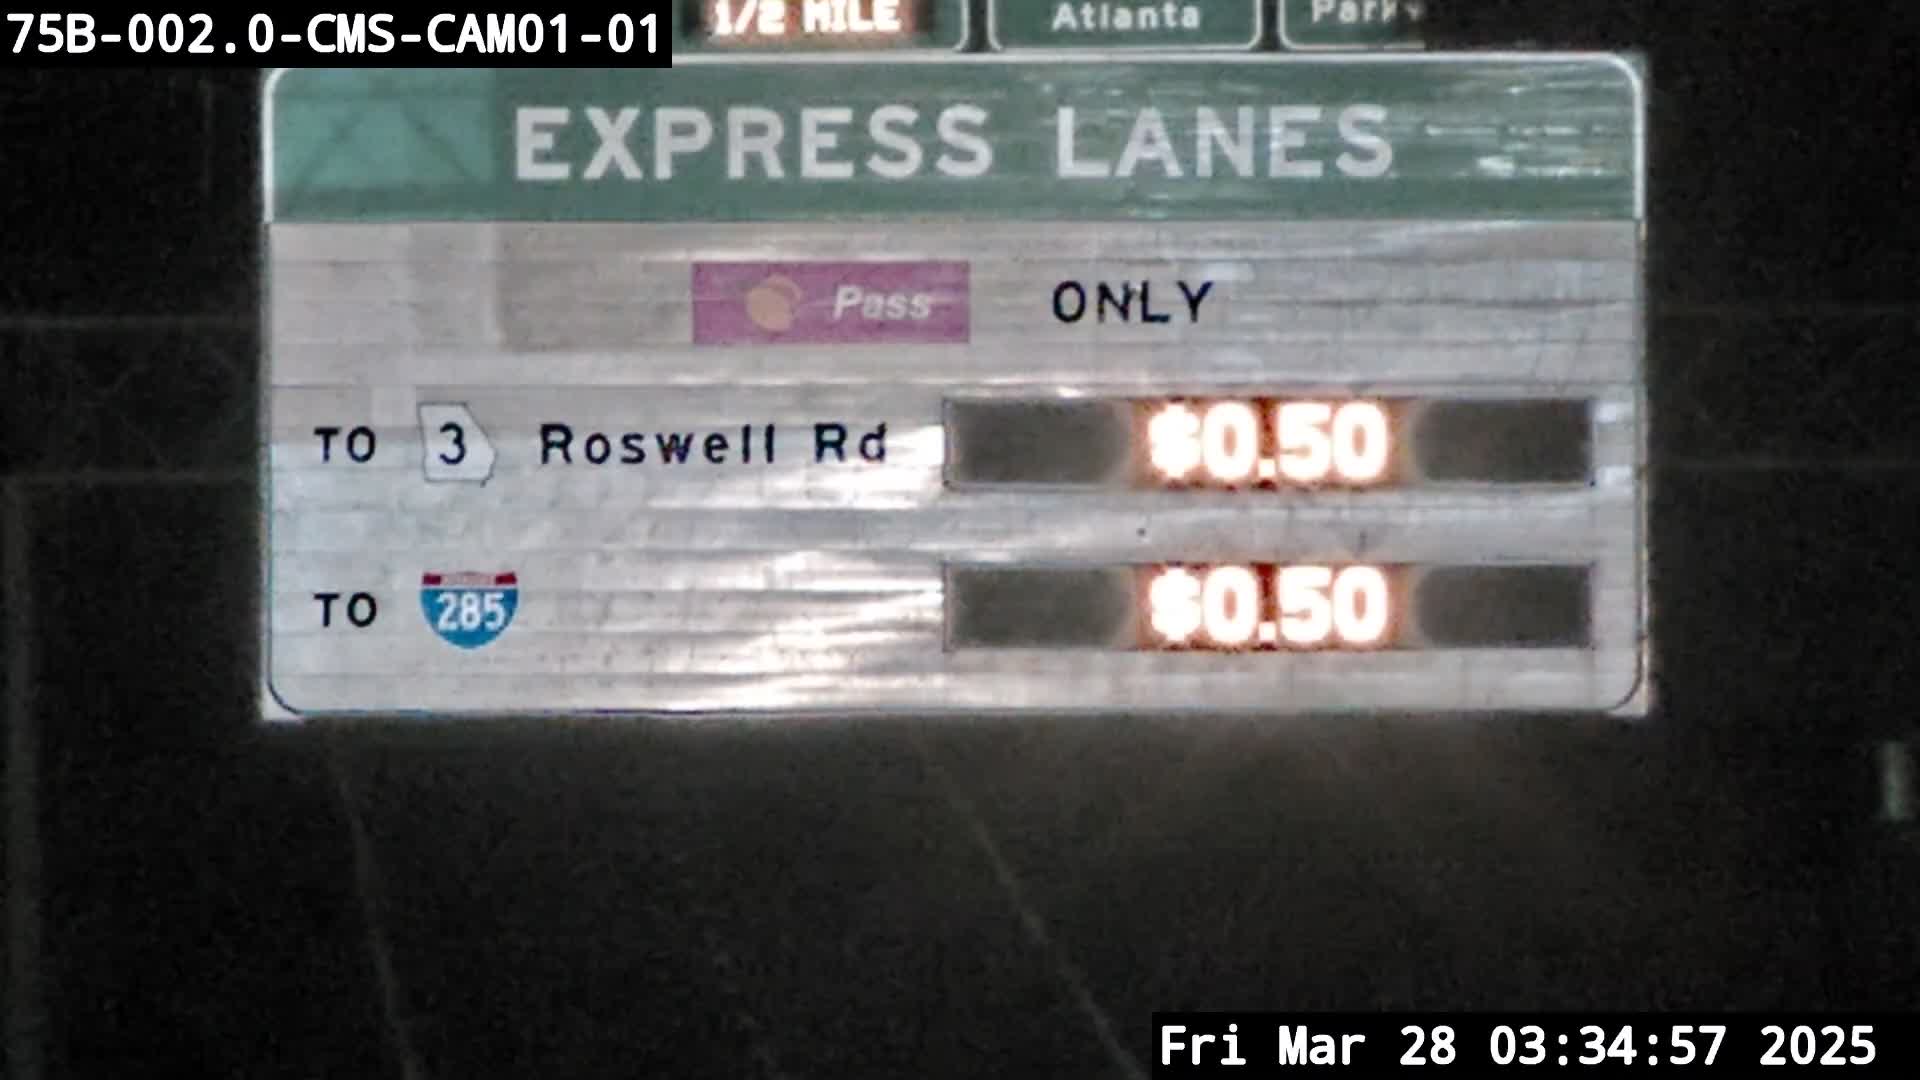 75B-002.0-CMS-CAM01-01
1/2 MILE
Atlanta
Park
EXPRESS LANES
Pass ONLY
TO 3 Roswell Rd $0.50
TO 285 $0.50
Fri Mar 28 03:34:57 2025